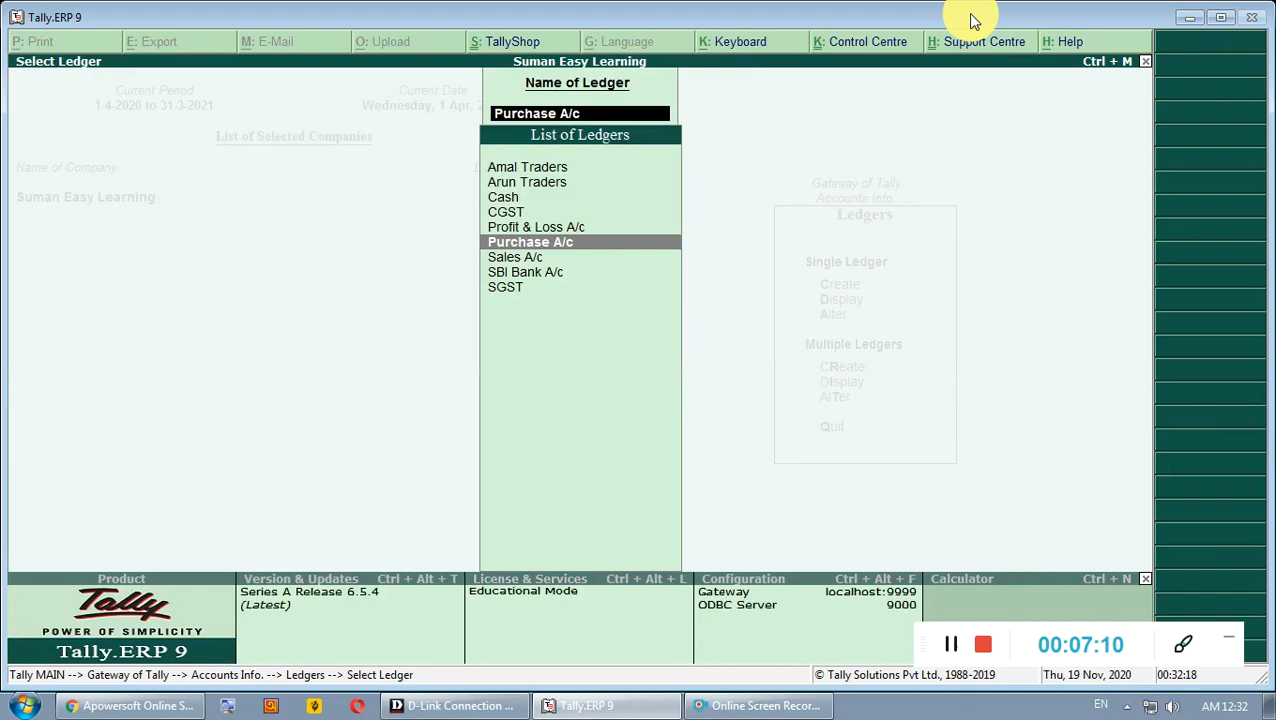 Tally.ERP 9
P: Print E: Export M: E-Mail O: Upload S: TallyShop G: Language K: Keyboard K: Control Centre H: Support Centre H: Help
Select Ledger Suman Easy Learning Ctrl + M
Current Period Current Date
1-4-2020 to 31-3-2021 Wednesday, 1 Apr, 2
List of Selected Companies
Name of Company
Suman Easy Learning
Name of Ledger
Purchase A/c
List of Ledgers
Amal Traders
Arun Traders
Cash
CGST
Profit & Loss A/c
Purchase A/c
Sales A/c
SBI Bank A/c
SGST
Gateway of Tally ....
Accounts Info. .....
Ledgers
Single Ledger
Create
Display
Alter
Multiple Ledgers
CReate
DIsplay
AlTer
Quit
Product Version & Updates Ctrl + Alt + T License & Services Ctrl + Alt + L Configuration Ctrl + Alt + F Calculator Ctrl + N
Tally
POWER OF SIMPLICITY
Tally.ERP 9
Series A Release 6.5.4
(Latest)
Educational Mode
Gateway localhost:9999
ODBC Server 9000
00:07:10
Tally MAIN --> Gateway of Tally --> Accounts Info. --> Ledgers --> Select Ledger © Tally Solutions Pvt Ltd., 1988-2019 Thu, 19 Nov, 2020 00:32:18
Apowersoft Online S... D-Link Connection ... Tally.ERP 9 Online Screen Recor... EN AM 12:32